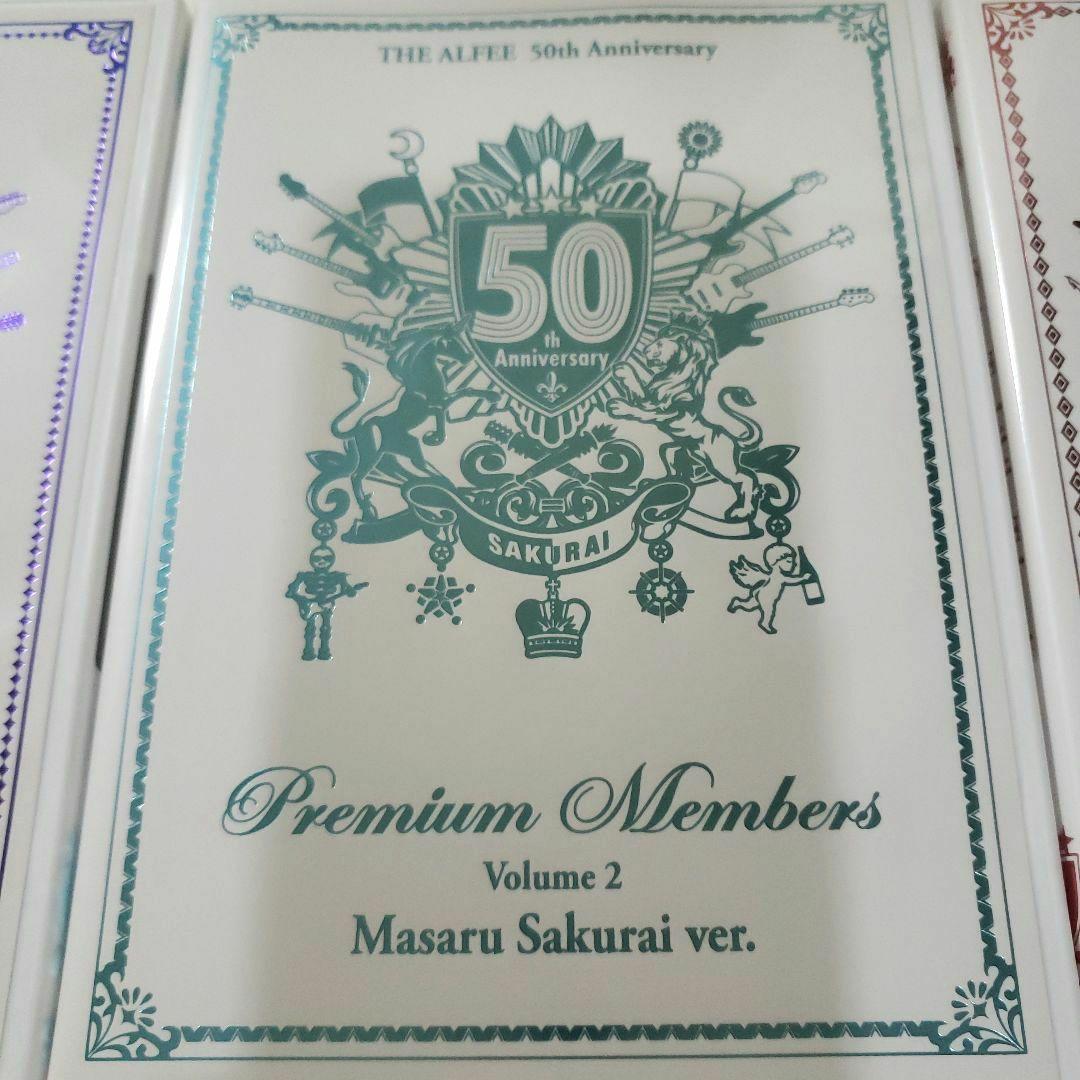 THE ALFEE 50th Anniversary
50
th
Anniversary
SAKURAI
Premium Members
Volume 2
Masaru Sakurai ver.